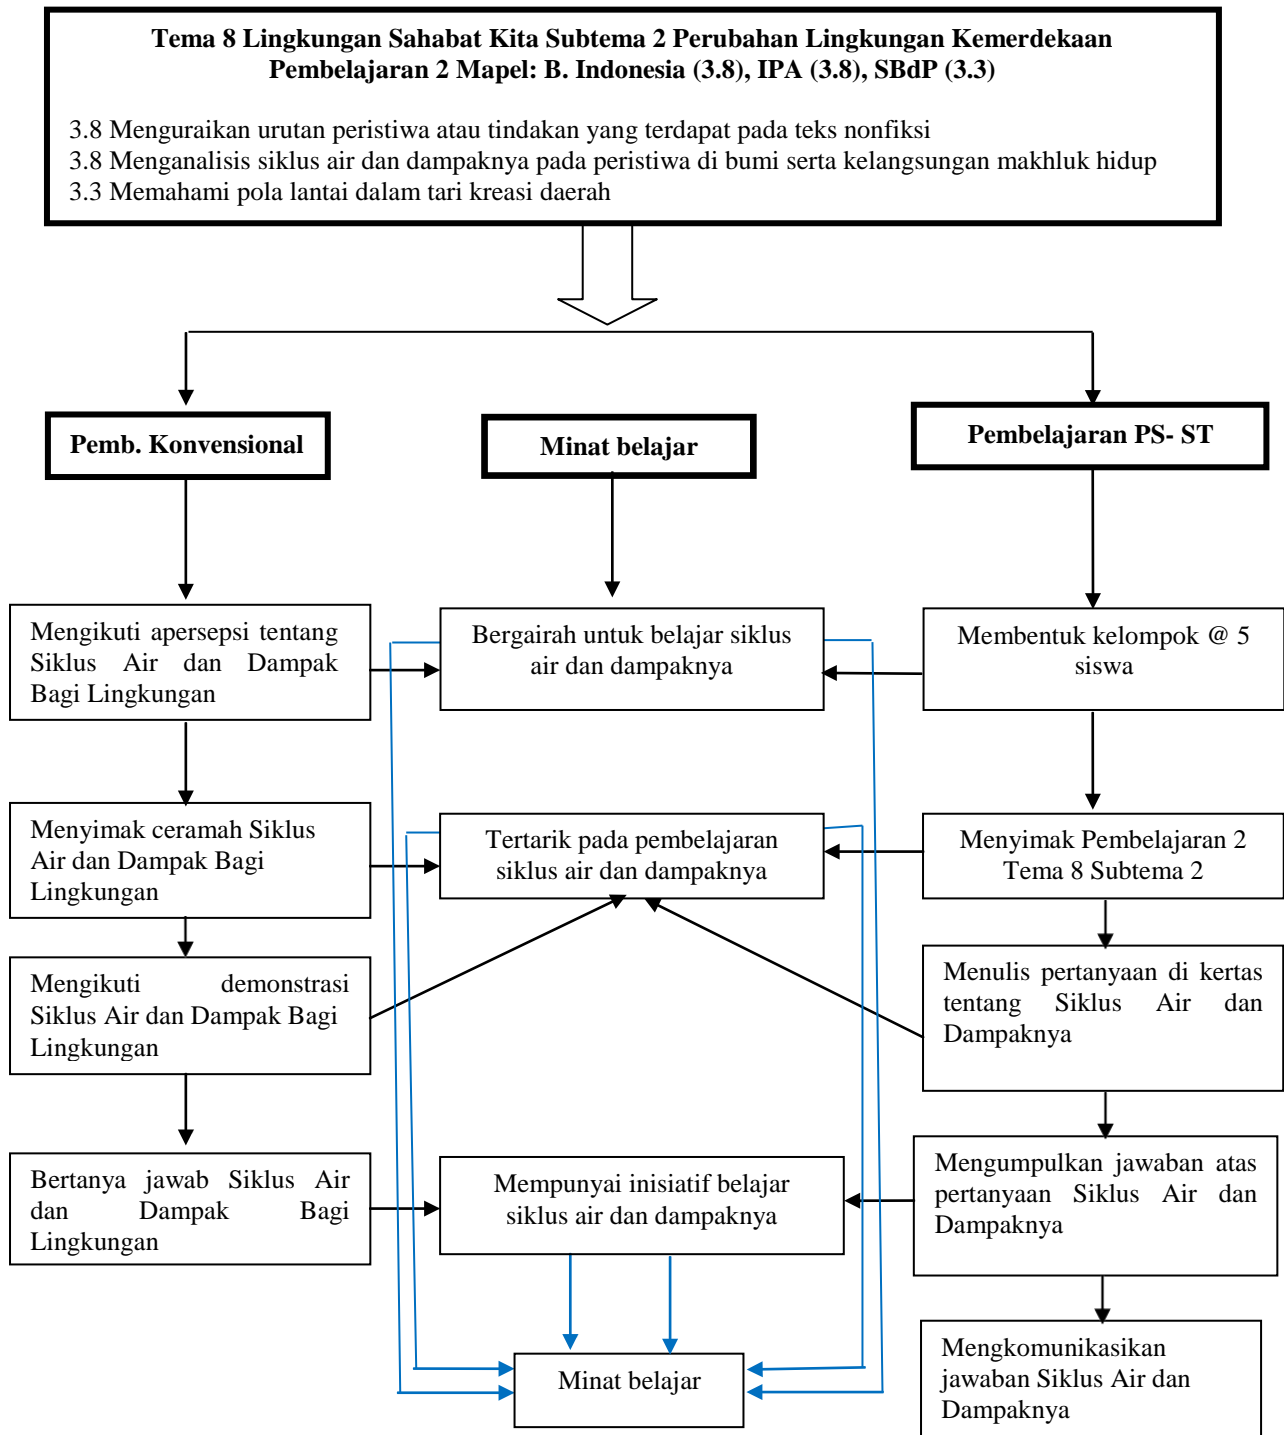 Tema 8 Lingkungan Sahabat Kita Subtema 2 Perubahan Lingkungan Kemerdekaan
Pembelajaran 2 Mapel: B. Indonesia (3.8), IPA (3.8), SBdP (3.3)
3.8 Menguraikan urutan peristiwa atau tindakan yang terdapat pada teks nonfiksi
3.8 Menganalisis siklus air dan dampaknya pada peristiwa di bumi serta kelangsungan makhluk hidup
3.3 Memahami pola lantai dalam tari kreasi daerah
Pemb. Konvensional
Minat belajar
Pembelajaran PS- ST
Mengikuti apersepsi tentang
Siklus Air dan Dampak
Bagi Lingkungan
Bergairah untuk belajar siklus
air dan dampaknya
Membentuk kelompok @ 5
siswa
Menyimak ceramah Siklus
Air dan Dampak Bagi
Lingkungan
Tertarik pada pembelajaran
siklus air dan dampaknya
Menyimak Pembelajaran 2
Tema 8 Subtema 2
Mengikuti demonstrasi
Siklus Air dan Dampak Bagi
Lingkungan
Menulis pertanyaan di kertas
tentang Siklus Air dan
Dampaknya
Bertanya jawab Siklus Air
dan Dampak Bagi
Lingkungan
Mempunyai inisiatif belajar
siklus air dan dampaknya
Mengumpulkan jawaban atas
pertanyaan Siklus Air dan
Dampaknya
Minat belajar
Mengkomunikasikan
jawaban Siklus Air dan
Dampaknya